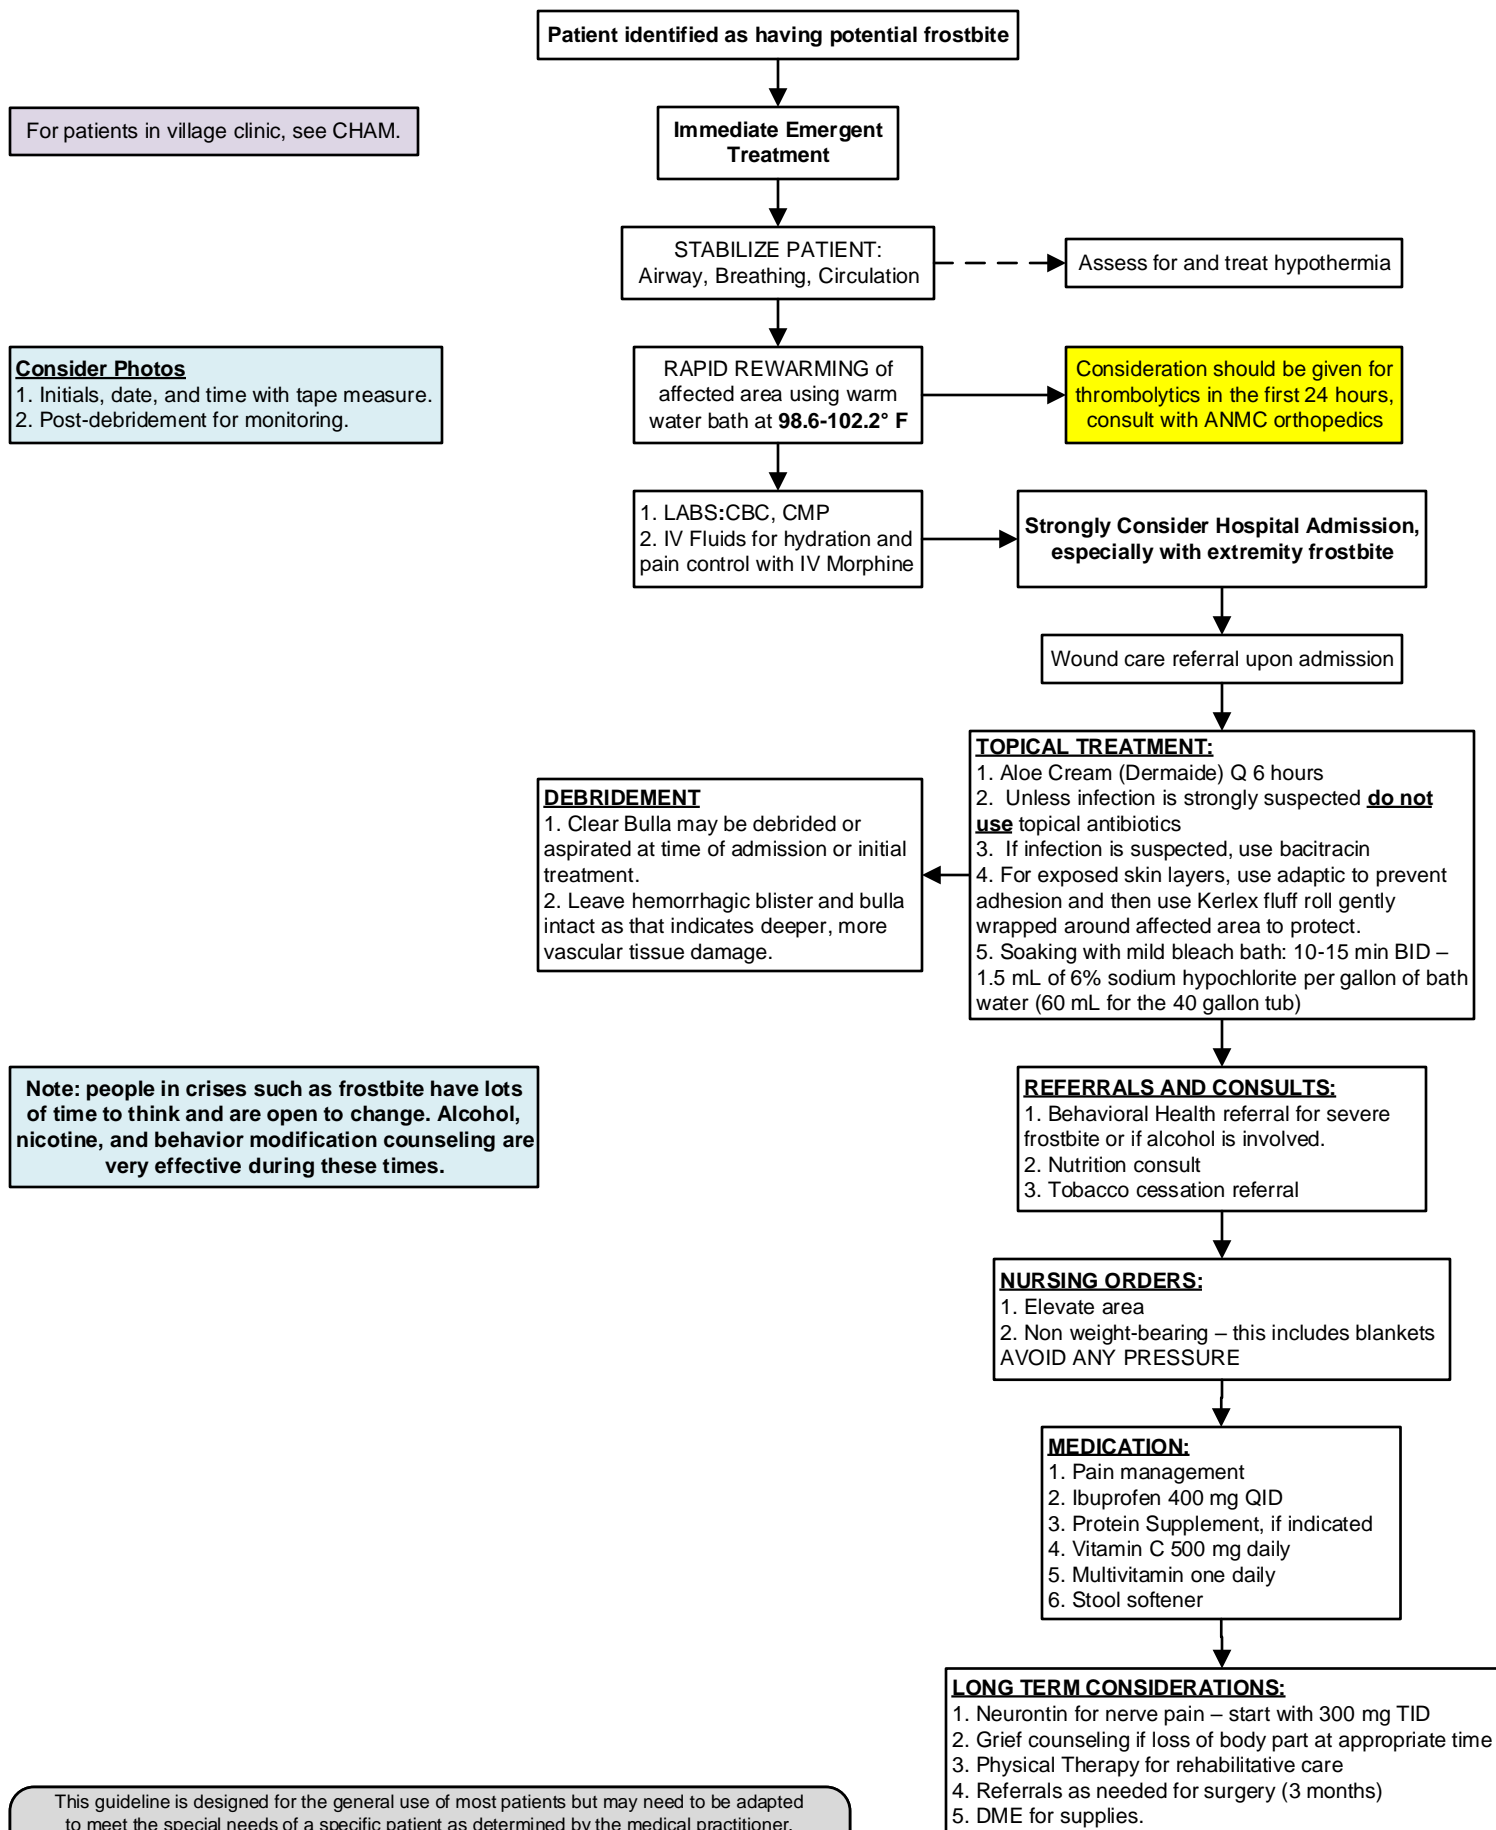 Patient identified as having potential frostbite
For patients in village clinic, see CHAM.
Immediate Emergent
Treatment
STABILIZE PATIENT:
Airway, Breathing, Circulation
Assess for and treat hypothermia
Consider Photos
1. Initials, date, and time with tape measure.
2. Post-debridement for monitoring.
RAPID REWARMING of
affected area using warm
water bath at 98.6-102.2° F
Consideration should be given for
thrombolytics in the first 24 hours,
consult with ANMC orthopedics
1. LABS:CBC, CMP
2. IV Fluids for hydration and
pain control with IV Morphine
Strongly Consider Hospital Admission,
especially with extremity frostbite
Wound care referral upon admission
TOPICAL TREATMENT:
1. Aloe Cream (Dermaide) Q 6 hours
2.  Unless infection is strongly suspected do not
use topical antibiotics
3.  If infection is suspected, use bacitracin
4. For exposed skin layers, use adaptic to prevent
adhesion and then use Kerlex fluff roll gently
wrapped around affected area to protect.
5. Soaking with mild bleach bath: 10-15 min BID –
1.5 mL of 6% sodium hypochlorite per gallon of bath
water (60 mL for the 40 gallon tub)
DEBRIDEMENT
1. Clear Bulla may be debrided or
aspirated at time of admission or initial
treatment.
2. Leave hemorrhagic blister and bulla
intact as that indicates deeper, more
vascular tissue damage.
Note: people in crises such as frostbite have lots
of time to think and are open to change. Alcohol,
nicotine, and behavior modification counseling are
very effective during these times.
REFERRALS AND CONSULTS:
1. Behavioral Health referral for severe
frostbite or if alcohol is involved.
2. Nutrition consult
3. Tobacco cessation referral
NURSING ORDERS:
1. Elevate area
2. Non weight-bearing – this includes blankets
AVOID ANY PRESSURE
MEDICATION:
1. Pain management
2. Ibuprofen 400 mg QID
3. Protein Supplement, if indicated
4. Vitamin C 500 mg daily
5. Multivitamin one daily
6. Stool softener
LONG TERM CONSIDERATIONS:
1. Neurontin for nerve pain – start with 300 mg TID
2. Grief counseling if loss of body part at appropriate time
3. Physical Therapy for rehabilitative care
4. Referrals as needed for surgery (3 months)
5. DME for supplies.
This guideline is designed for the general use of most patients but may need to be adapted
to meet the special needs of a specific patient as determined by the medical practitioner.